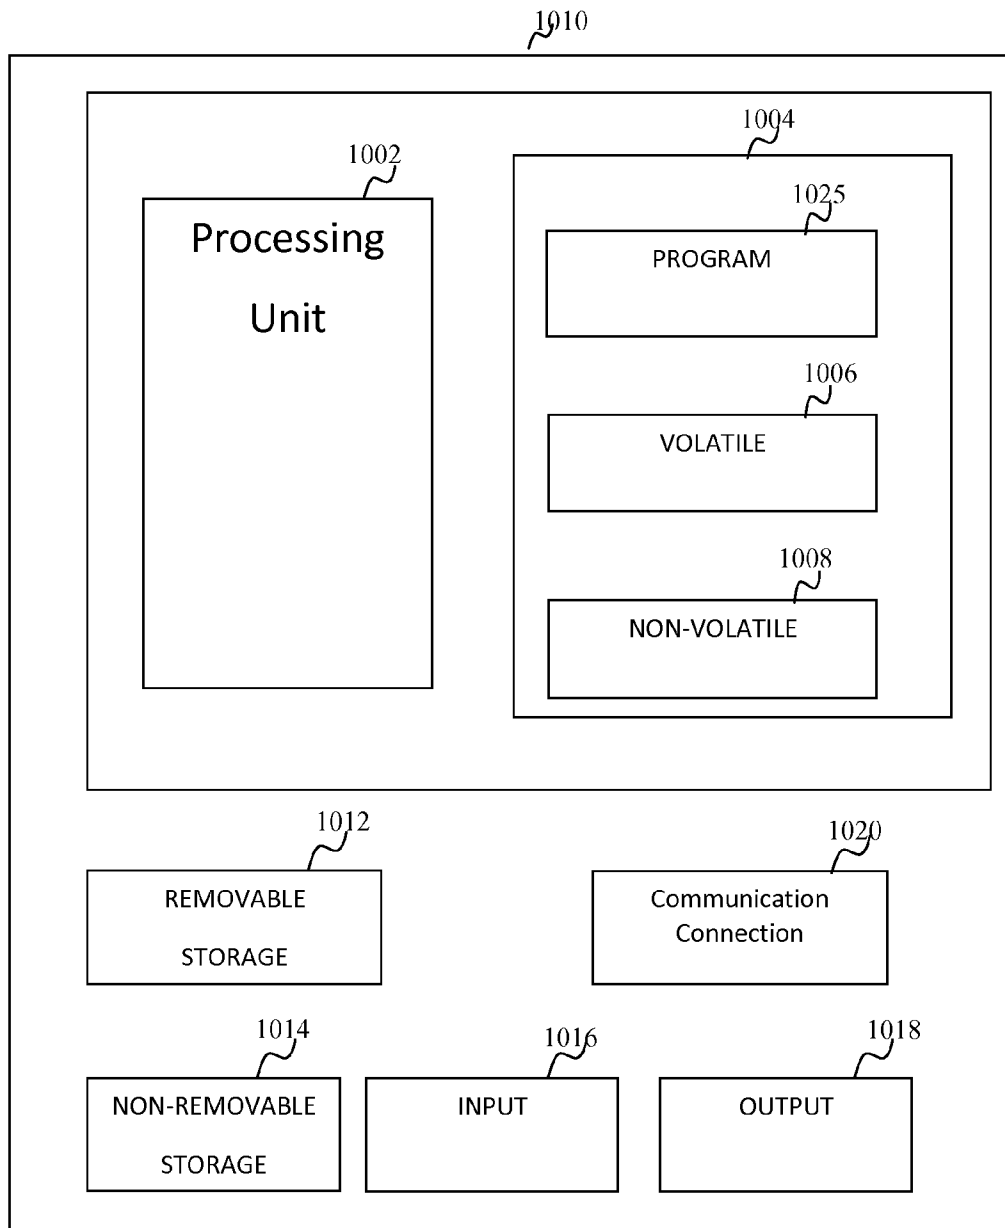 1010
1004
1002
1025
Processing
Unit
PROGRAM
1006
VOLATILE
1008
NON-VOLATILE
1012
REMOVABLE
STORAGE
1020
Communication
Connection
1014
NON-REMOVABLE
STORAGE
1016
INPUT
1018
OUTPUT